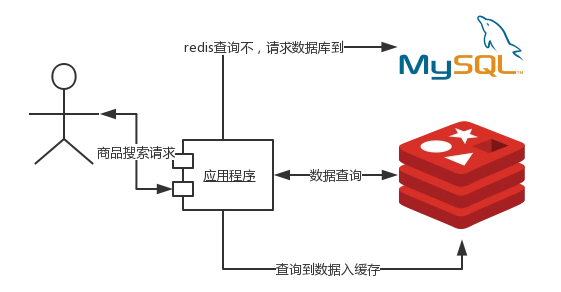 redis查询不，请求数据库到
MySQL™
商品搜索请求
应用程序
数据查询
查询到数据入缓存